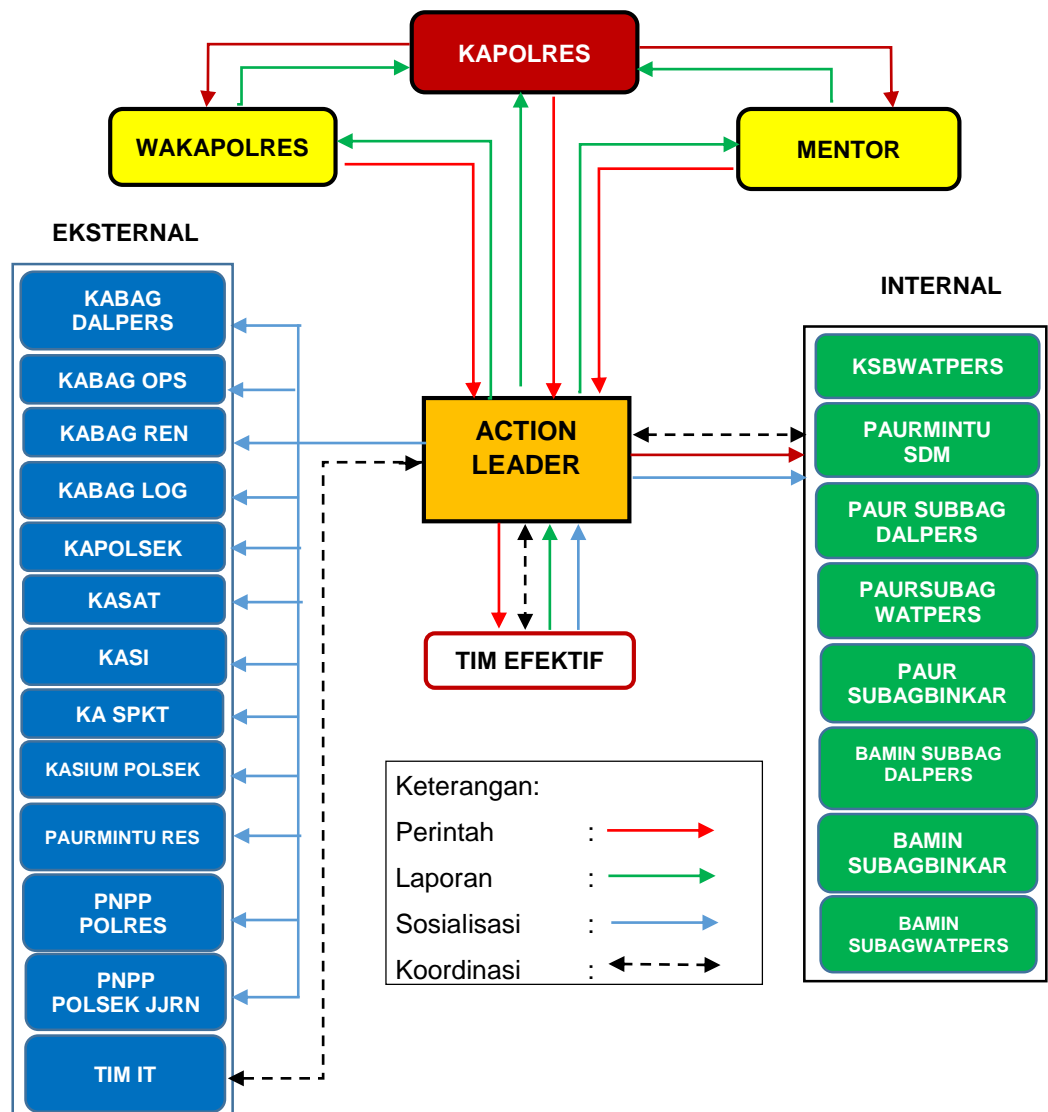 KAPOLRES
WAKAPOLRES
MENTOR
EKSTERNAL
KABAG
DALPERS
KABAG OPS
KABAG REN
KABAG LOG
KAPOLSEK
KASAT
KASI
KA SPKT
KASIUM POLSEK
PAURMINTU RES
PNPP
POLRES
PNPP
POLSEK JJRN
TIM IT
ACTION
LEADER
TIM EFEKTIF
INTERNAL
KSBWATPERS
PAURMINTU
SDM
PAUR SUBBAG
DALPERS
PAURSUBAG
WATPERS
PAUR
SUBAGBINKAR
BAMIN SUBBAG
DALPERS
BAMIN
SUBAGBINKAR
BAMIN
SUBAGWATPERS
Keterangan:
Perintah :
Laporan :
Sosialisasi :
Koordinasi :